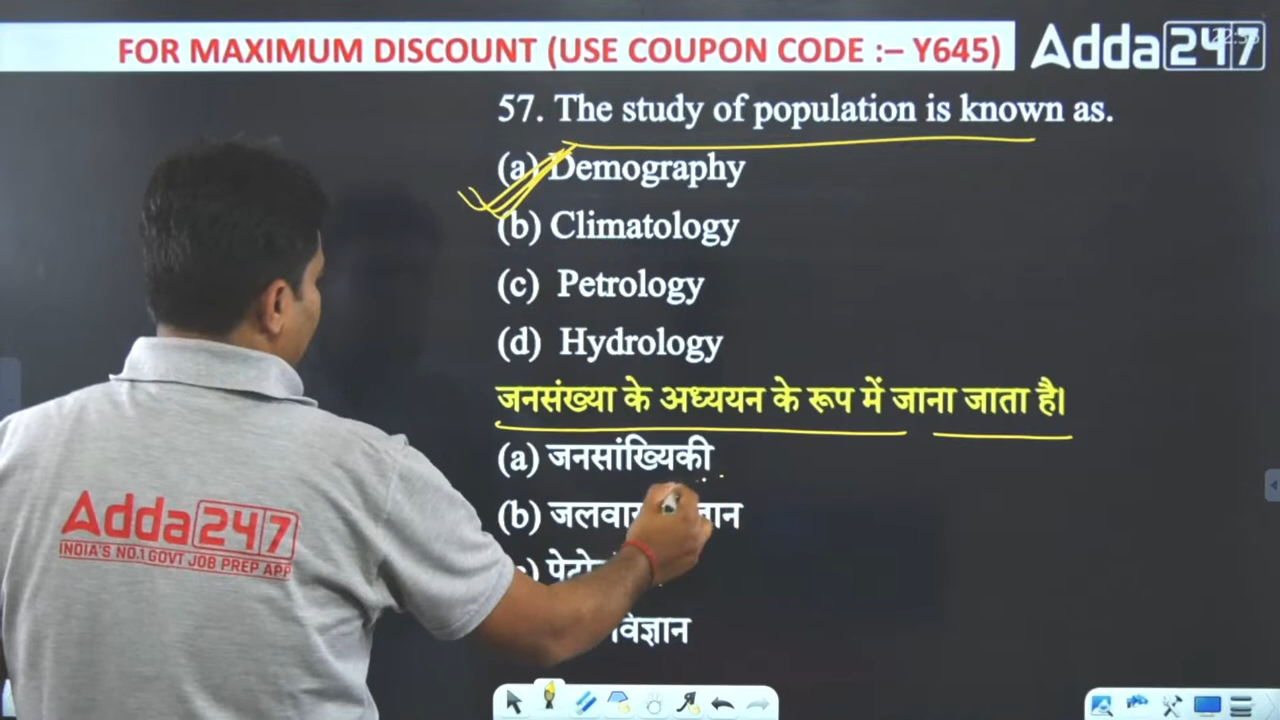 FOR MAXIMUM DISCOUNT (USE COUPON CODE :– Y645)
Adda247
57. The study of population is known as.
(a) Demography
(b) Climatology
(c) Petrology
(d) Hydrology
जनसंख्या के अध्ययन के रूप में जाना जाता है।
(a) जनसांख्यिकी
(b)
विज्ञान
Adda247
INDIA'S NO.1 GOVT JOB PREP APP